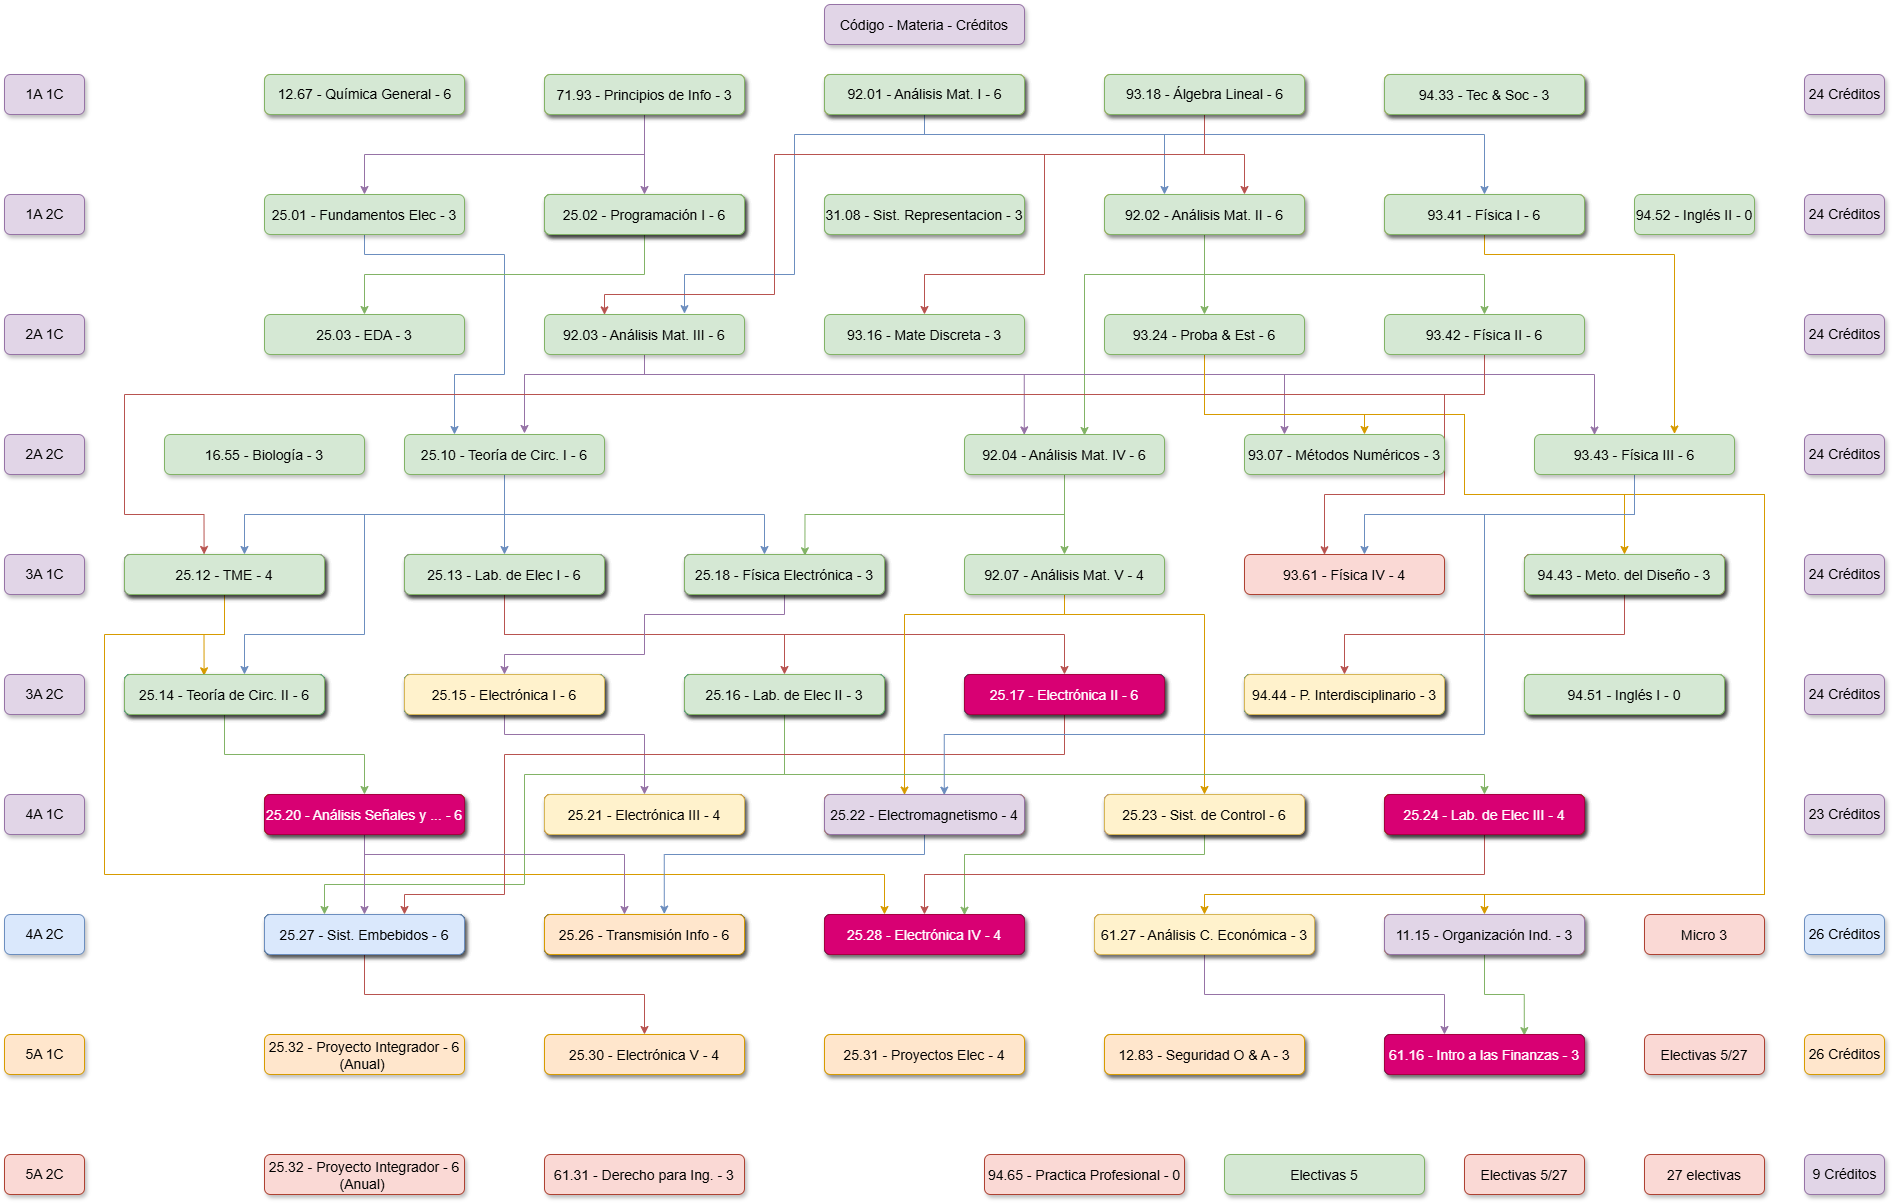 Código - Materia - Créditos
1A 1C
12.67 - Química General - 6
71.93 - Principios de Info - 3
92.01 - Análisis Mat. I - 6
93.18 - Álgebra Lineal - 6
94.33 - Tec & Soc - 3
24 Créditos
1A 2C
25.01 - Fundamentos Elec - 3
25.02 - Programación I - 6
31.08 - Sist. Representacion - 3
92.02 - Análisis Mat. II - 6
93.41 - Física I - 6
94.52 - Inglés II - 0
24 Créditos
2A 1C
25.03 - EDA - 3
92.03 - Análisis Mat. III - 6
93.16 - Mate Discreta - 3
93.24 - Proba & Est - 6
93.42 - Física II - 6
24 Créditos
2A 2C
16.55 - Biología - 3
25.10 - Teoría de Circ. I - 6
92.04 - Análisis Mat. IV - 6
93.07 - Métodos Numéricos - 3
93.43 - Física III - 6
24 Créditos
3A 1C
25.12 - TME - 4
25.13 - Lab. de Elec I - 6
25.18 - Física Electrónica - 3
92.07 - Análisis Mat. V - 4
93.61 - Física IV - 4
94.43 - Meto. del Diseño - 3
24 Créditos
3A 2C
25.14 - Teoría de Circ. II - 6
25.15 - Electrónica I - 6
25.16 - Lab. de Elec II - 3
25.17 - Electrónica II - 6
94.44 - P. Interdisciplinario - 3
94.51 - Inglés I - 0
24 Créditos
4A 1C
25.20 - Análisis Señales y ... - 6
25.21 - Electrónica III - 4
25.22 - Electromagnetismo - 4
25.23 - Sist. de Control - 6
25.24 - Lab. de Elec III - 4
23 Créditos
4A 2C
25.27 - Sist. Embebidos - 6
25.26 - Transmisión Info - 6
25.28 - Electrónica IV - 4
61.27 - Análisis C. Económica - 3
11.15 - Organización Ind. - 3
Micro 3
26 Créditos
5A 1C
25.32 - Proyecto Integrador - 6
(Anual)
25.30 - Electrónica V - 4
25.31 - Proyectos Elec - 4
12.83 - Seguridad O & A - 3
61.16 - Intro a las Finanzas - 3
Electivas 5/27
26 Créditos
5A 2C
25.32 - Proyecto Integrador - 6
(Anual)
61.31 - Derecho para Ing. - 3
94.65 - Practica Profesional - 0
Electivas 5
Electivas 5/27
27 electivas
9 Créditos